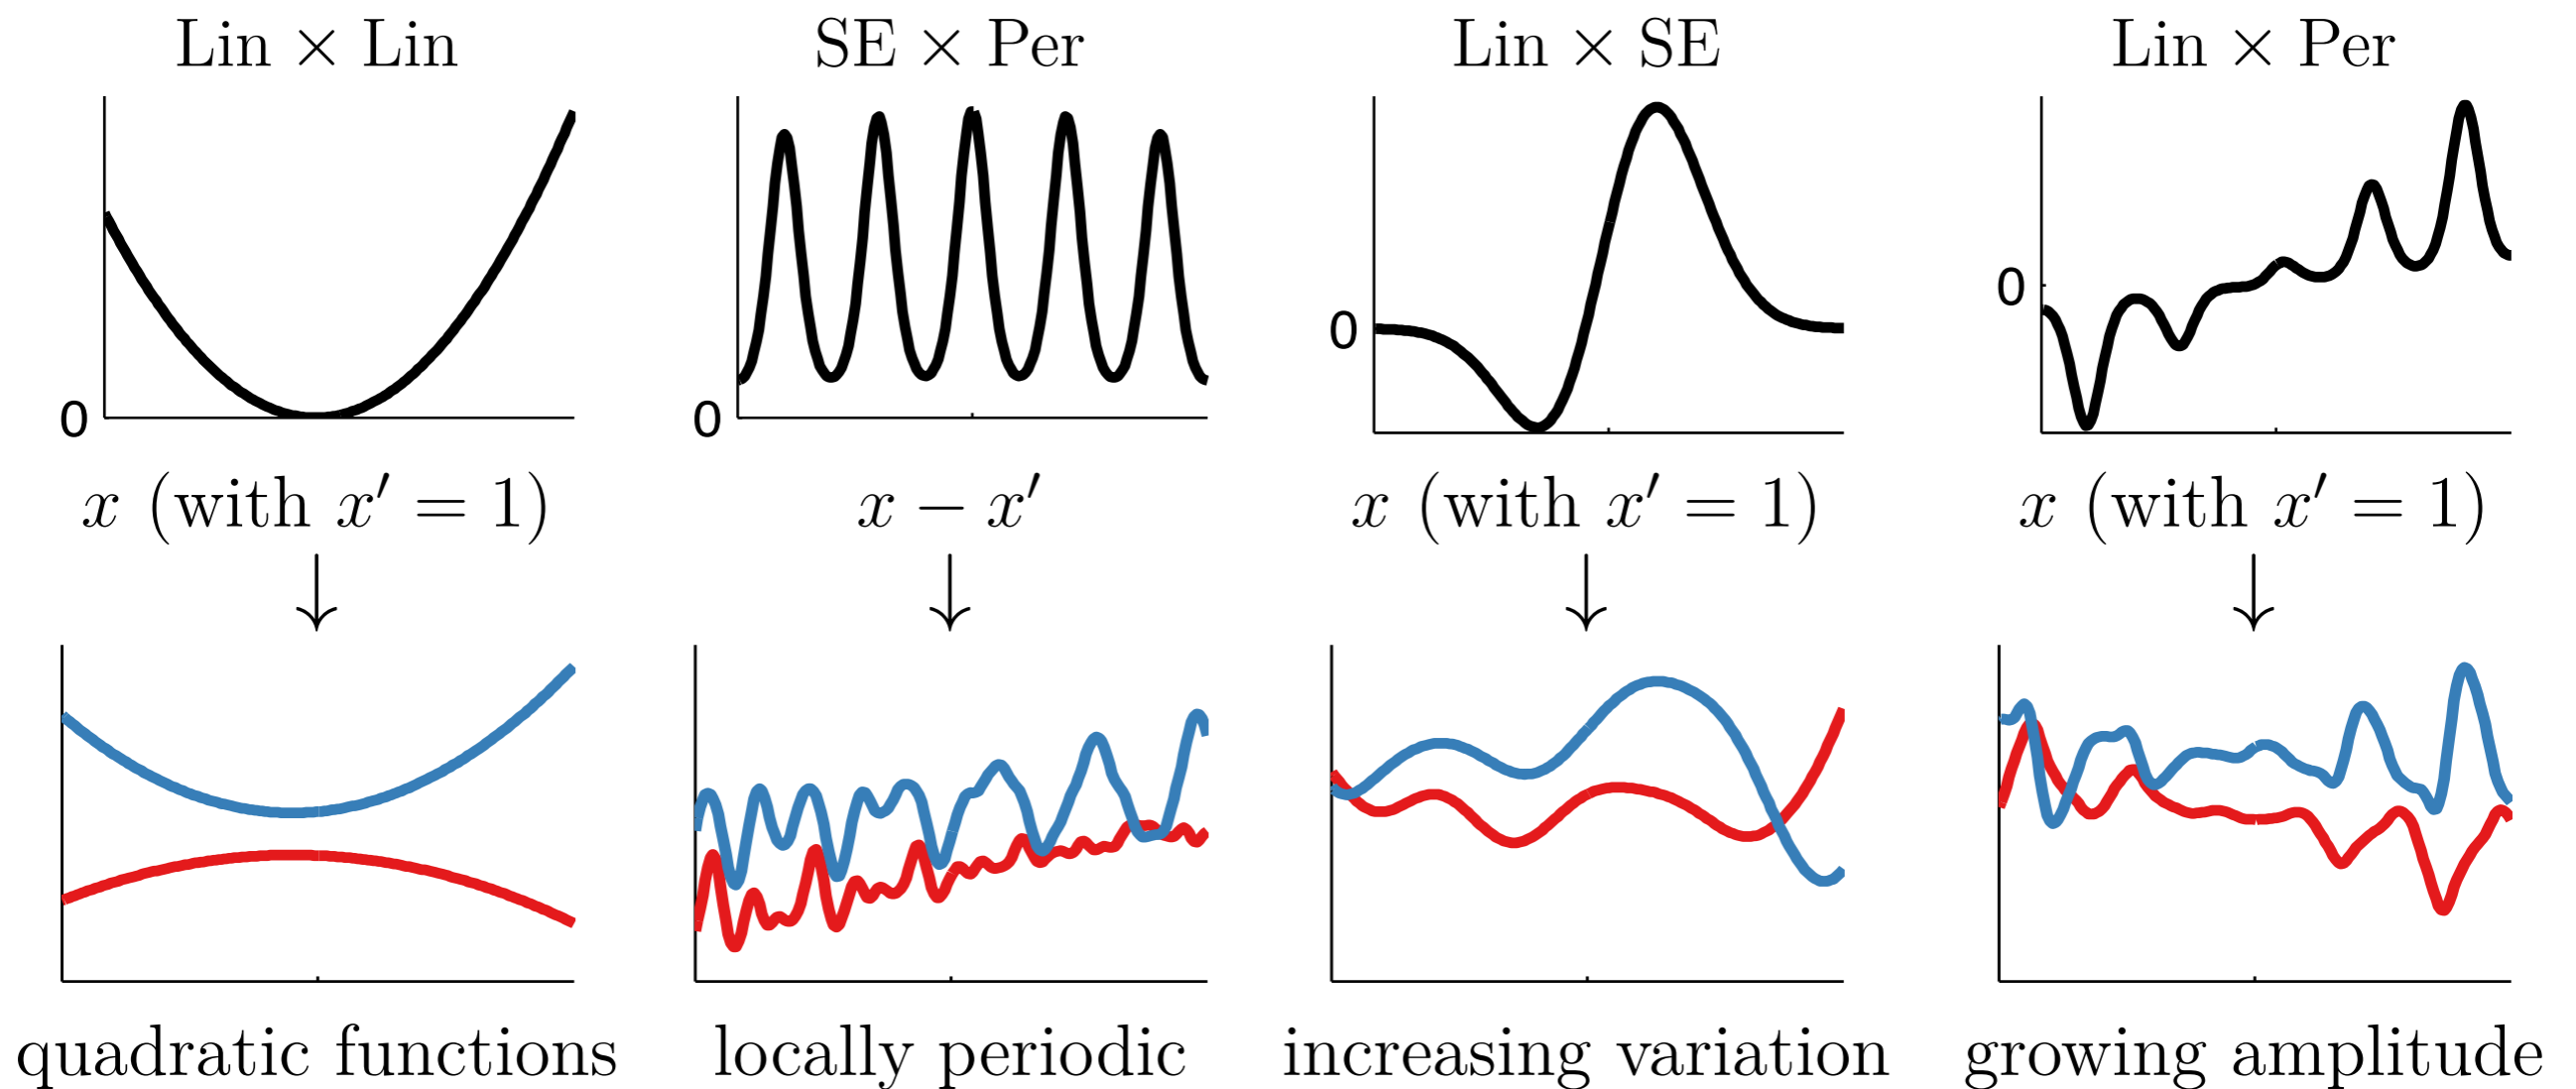 Lin × Lin
SE × Per
Lin × SE
Lin × Per
0
0
0
0
x (with x′ = 1)
x − x′
x (with x′ = 1)
x (with x′ = 1)
↓
↓
↓
↓
quadratic functions
locally periodic
increasing variation
growing amplitude